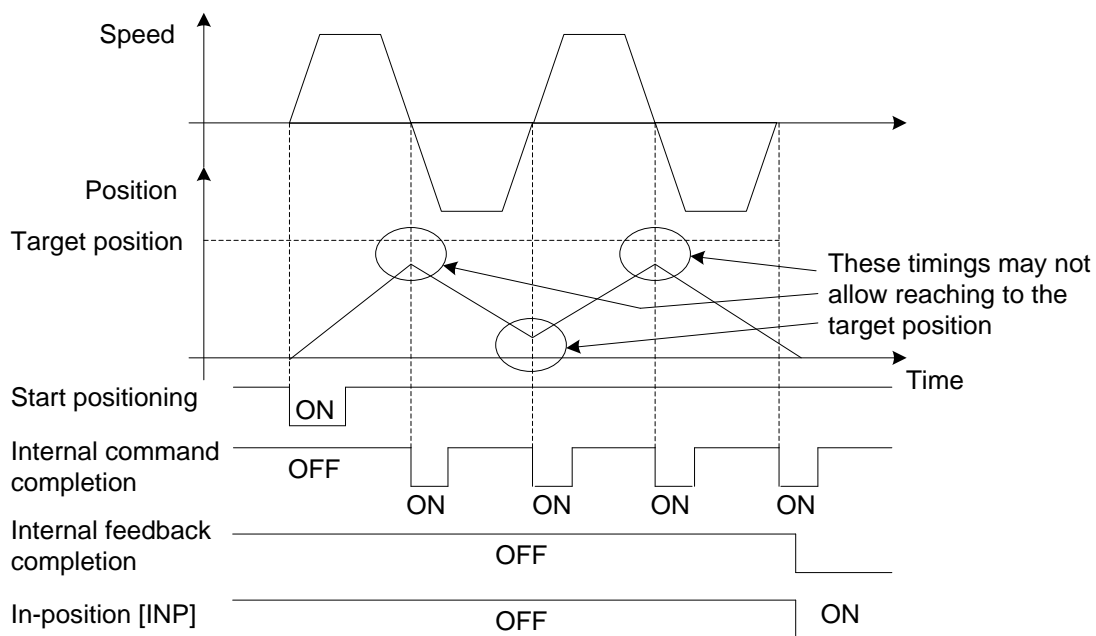 Speed
Position
Target position
These timings may not
allow reaching to the
target position
Time
Start positioning
ON
Internal command
completion
OFF
ON
ON
ON
ON
Internal feedback
completion
OFF
In-position [INP]
OFF
ON